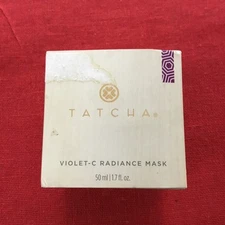 TATCHA®
VIOLET-C RADIANCE MASK
50 ml | 1.7 fl. oz.